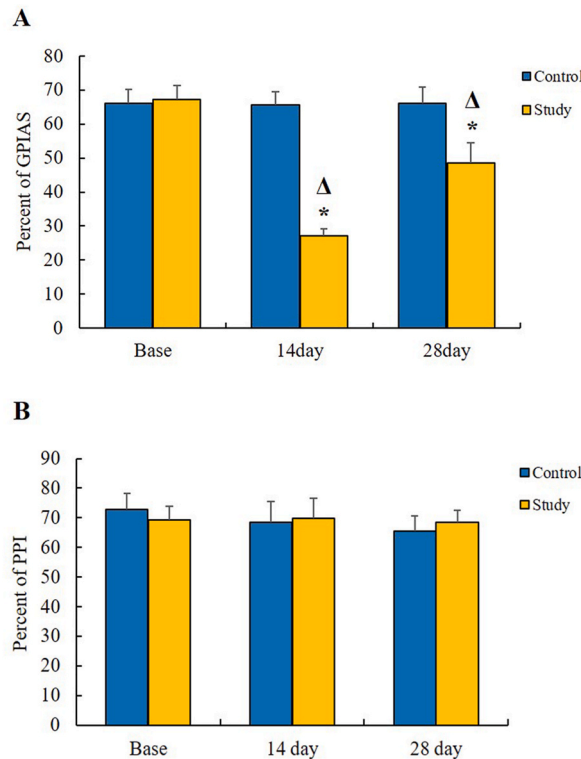 A
Percent of GPIAS
80
70
60
50
40
30
20
10
0
Δ
*
Δ
*
Base
14day
28day
Control
Study
B
Percent of PPI
90
80
70
60
50
40
30
20
10
0
Base
14 day
28 day
Control
Study